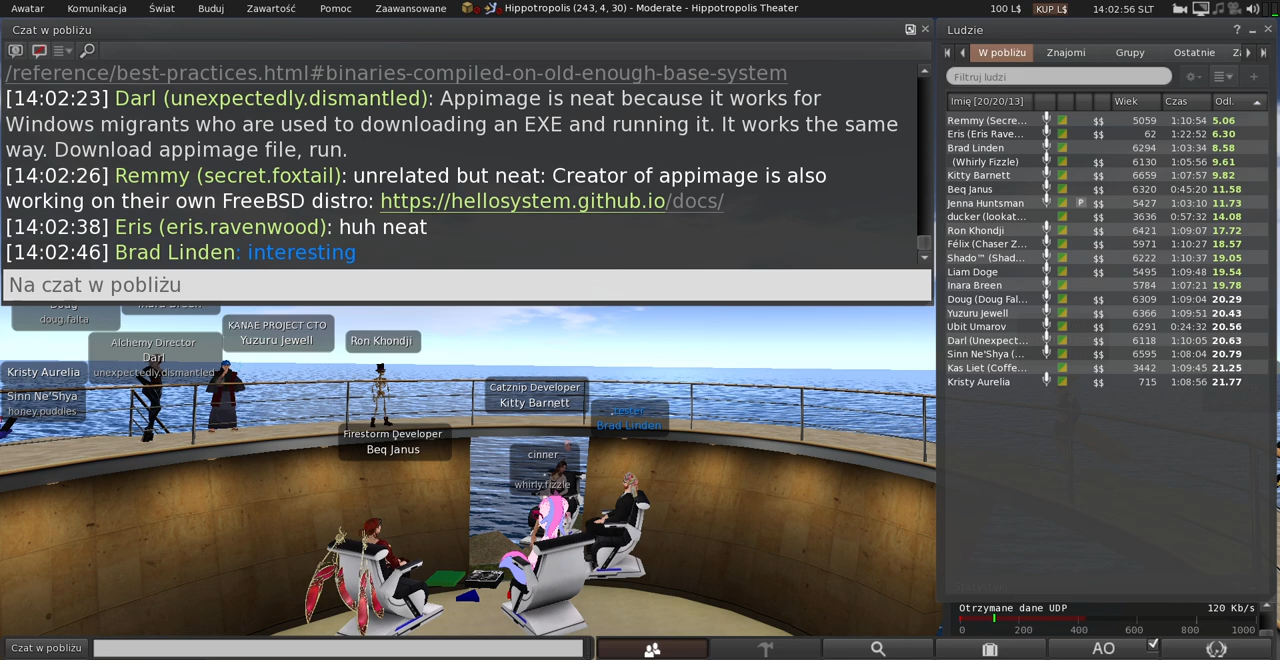 Awatar Komunikacja Świat Buduj Zawartość Pomoc Zaawansowane Hippotropolis (243, 4, 30) - Moderate - Hippotropolis Theater 100 L$ KUP L$ 14:02:56 SLT
Czat w pobliżu
/reference/best-practices.html#binaries-compiled-on-old-enough-base-system
[14:02:23] Darl (unexpectedly.dismantled): Appimage is neat because it works for
Windows migrants who are used to downloading an EXE and running it. It works the same
way. Download appimage file, run.
[14:02:26] Remmy (secret.foxtail): unrelated but neat: Creator of appimage is also
working on their own FreeBSD distro: https://hellosystem.github.io/docs/
[14:02:38] Eris (eris.ravenwood): huh neat
[14:02:46] Brad Linden: interesting
Na czat w pobliżu
Doug
doug.falta
Inara Breen
KANAE PROJECT CTO
Yuzuru Jewell
Ron Khondji
Alchemy Director
Darl
unexpectedly.dismantled
Kristy Aurelia
Sinn Ne'Shya
honey.puddles
Catznip Developer
Kitty Barnett
tester
Brad Linden
Firestorm Developer
Beq Janus
cinner
whirly.fizzle
Ludzie
W pobliżu Znajomi Grupy Ostatnie
Filtruj ludzi
Imię [20/20/13] Wiek Czas Odl.
Remmy (Secre... $$ 5059 1:10:54 5.06
Eris (Eris Rave... $$ 62 1:22:52 6.30
Brad Linden 6294 1:03:34 8.58
(Whirly Fizzle) $$ 6130 1:05:56 9.61
Kitty Barnett $$ 6659 1:07:57 9.82
Beq Janus $$ 6320 0:45:20 11.58
Jenna Huntsman P $$ 5427 1:03:10 11.73
ducker (lookat... $$ 3636 0:57:32 14.08
Ron Khondji $$ 6421 1:09:07 17.72
Félix (Chaser Z... $$ 5971 1:10:27 18.57
Shado™ (Shad... $$ 6222 1:10:37 19.05
Liam Doge $$ 5495 1:09:48 19.54
Inara Breen 5784 1:07:21 19.78
Doug (Doug Fal... $$ 6309 1:09:04 20.29
Yuzuru Jewell $$ 6366 1:09:51 20.43
Ubit Umarov $$ 6291 0:24:32 20.56
Darl (Unexpect... $$ 6118 1:10:05 20.63
Sinn Ne'Shya (... $$ 6595 1:08:04 20.79
Kas Liet (Coffe... $$ 3442 1:09:45 21.25
Kristy Aurelia $$ 715 1:08:56 21.77
Otrzymane dane UDP 120 Kb/s
0 200 400 600 800 1000
Czat w pobliżu AO